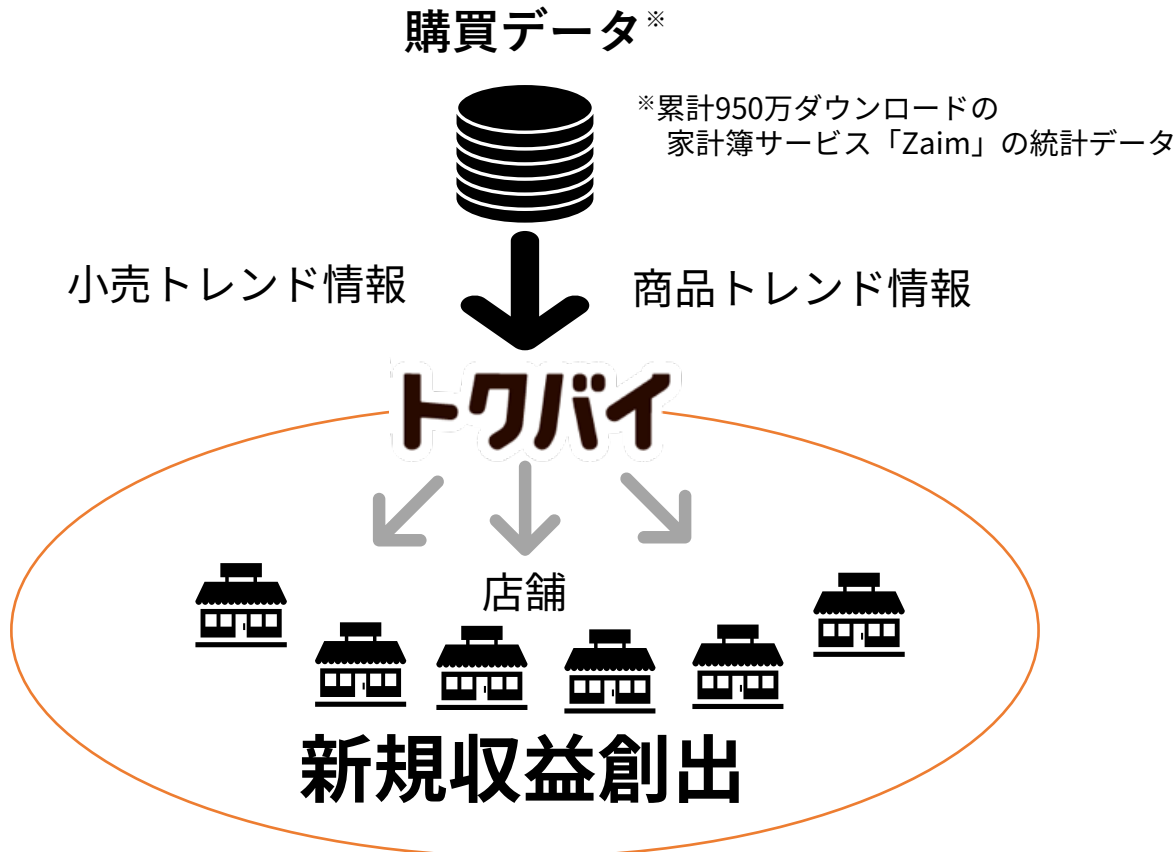 購買データ※
※累計950万ダウンロードの
家計簿サービス「Zaim」の統計データ
小売トレンド情報
商品トレンド情報
トクバイ
店舗
新規収益創出